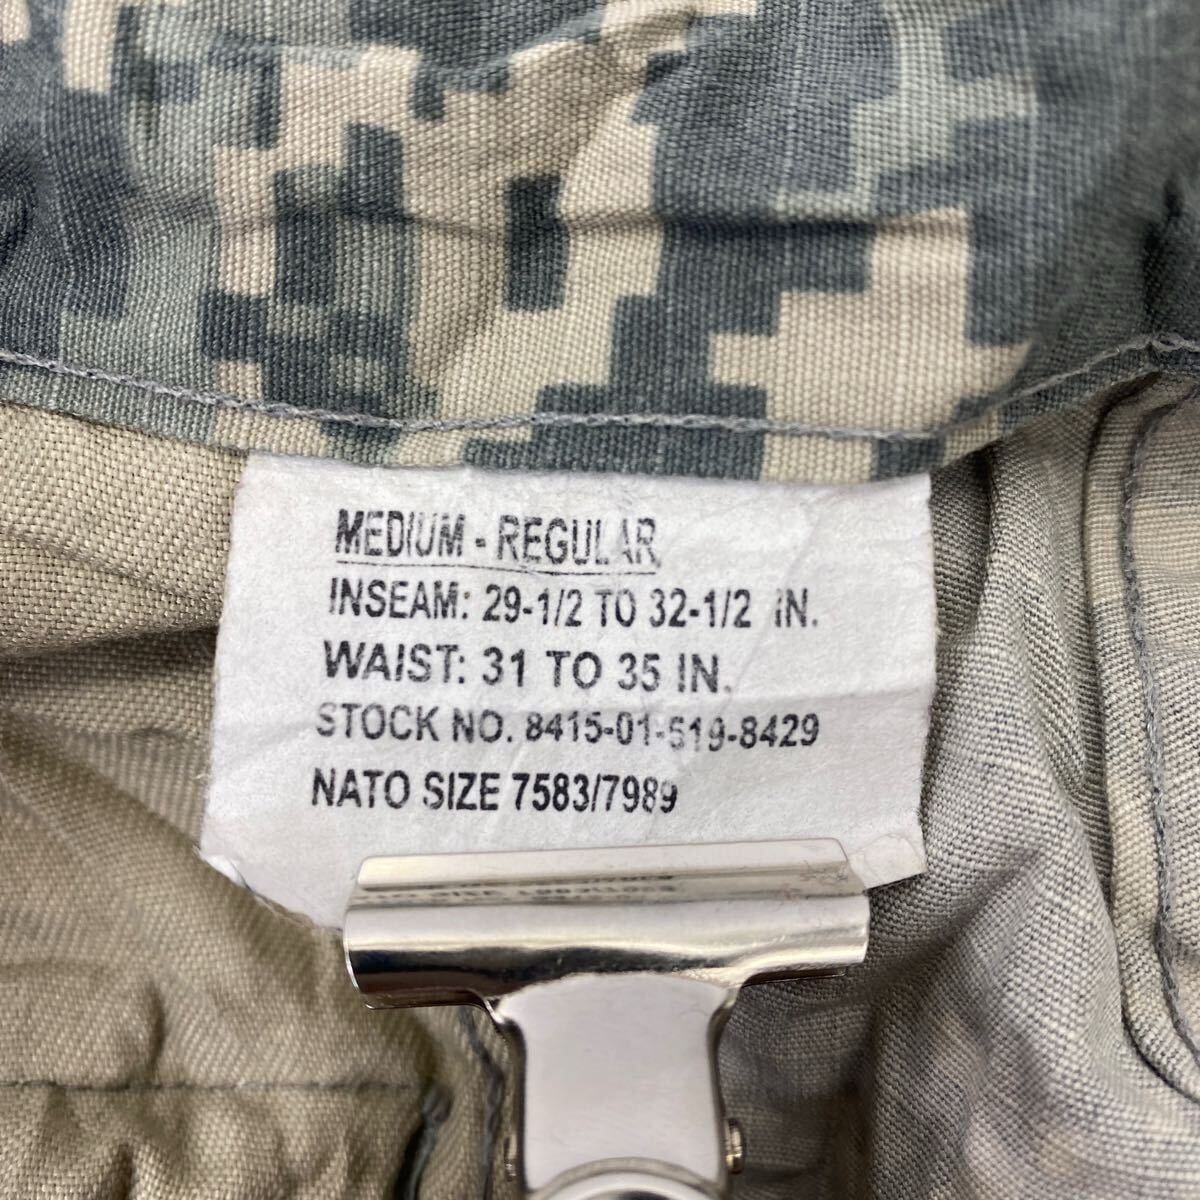 MEDIUM - REGULAR
INSEAM: 29-1/2 TO 32-1/2 IN.
WAIST: 31 TO 35 IN.
STOCK NO. 8415-01-519-8429
NATO SIZE 7583/7989